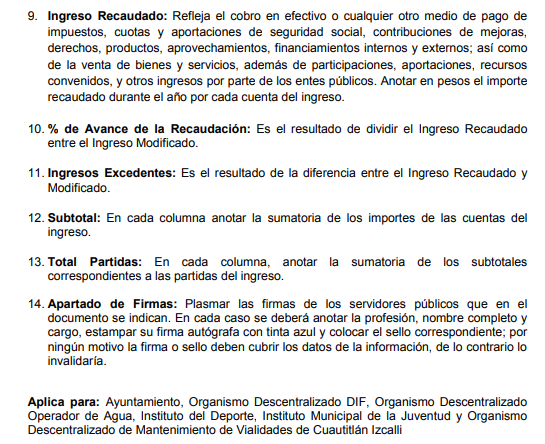 9. Ingreso Recaudado: Refleja el cobro en efectivo o cualquier otro medio de pago de
impuestos, cuotas y aportaciones de seguridad social, contribuciones de mejoras,
derechos, productos, aprovechamientos, financiamientos internos y externos; así como
de la venta de bienes y servicios, además de participaciones, aportaciones, recursos
convenidos, y otros ingresos por parte de los entes públicos. Anotar en pesos el importe
recaudado durante el año por cada cuenta del ingreso.
10. % de Avance de la Recaudación: Es el resultado de dividir el Ingreso Recaudado
entre el Ingreso Modificado.
11. Ingresos Excedentes: Es el resultado de la diferencia entre el Ingreso Recaudado y
Modificado.
12. Subtotal: En cada columna anotar la sumatoria de los importes de las cuentas del
ingreso.
13. Total Partidas: En cada columna, anotar la sumatoria de los subtotales
correspondientes a las partidas del ingreso.
14. Apartado de Firmas: Plasmar las firmas de los servidores públicos que en el
documento se indican. En cada caso se deberá anotar la profesión, nombre completo y
cargo, estampar su firma autógrafa con tinta azul y colocar el sello correspondiente; por
ningún motivo la firma o sello deben cubrir los datos de la información, de lo contrario lo
invalidaría.
Aplica para: Ayuntamiento, Organismo Descentralizado DIF, Organismo Descentralizado
Operador de Agua, Instituto del Deporte, Instituto Municipal de la Juventud y Organismo
Descentralizado de Mantenimiento de Vialidades de Cuautitlán Izcalli